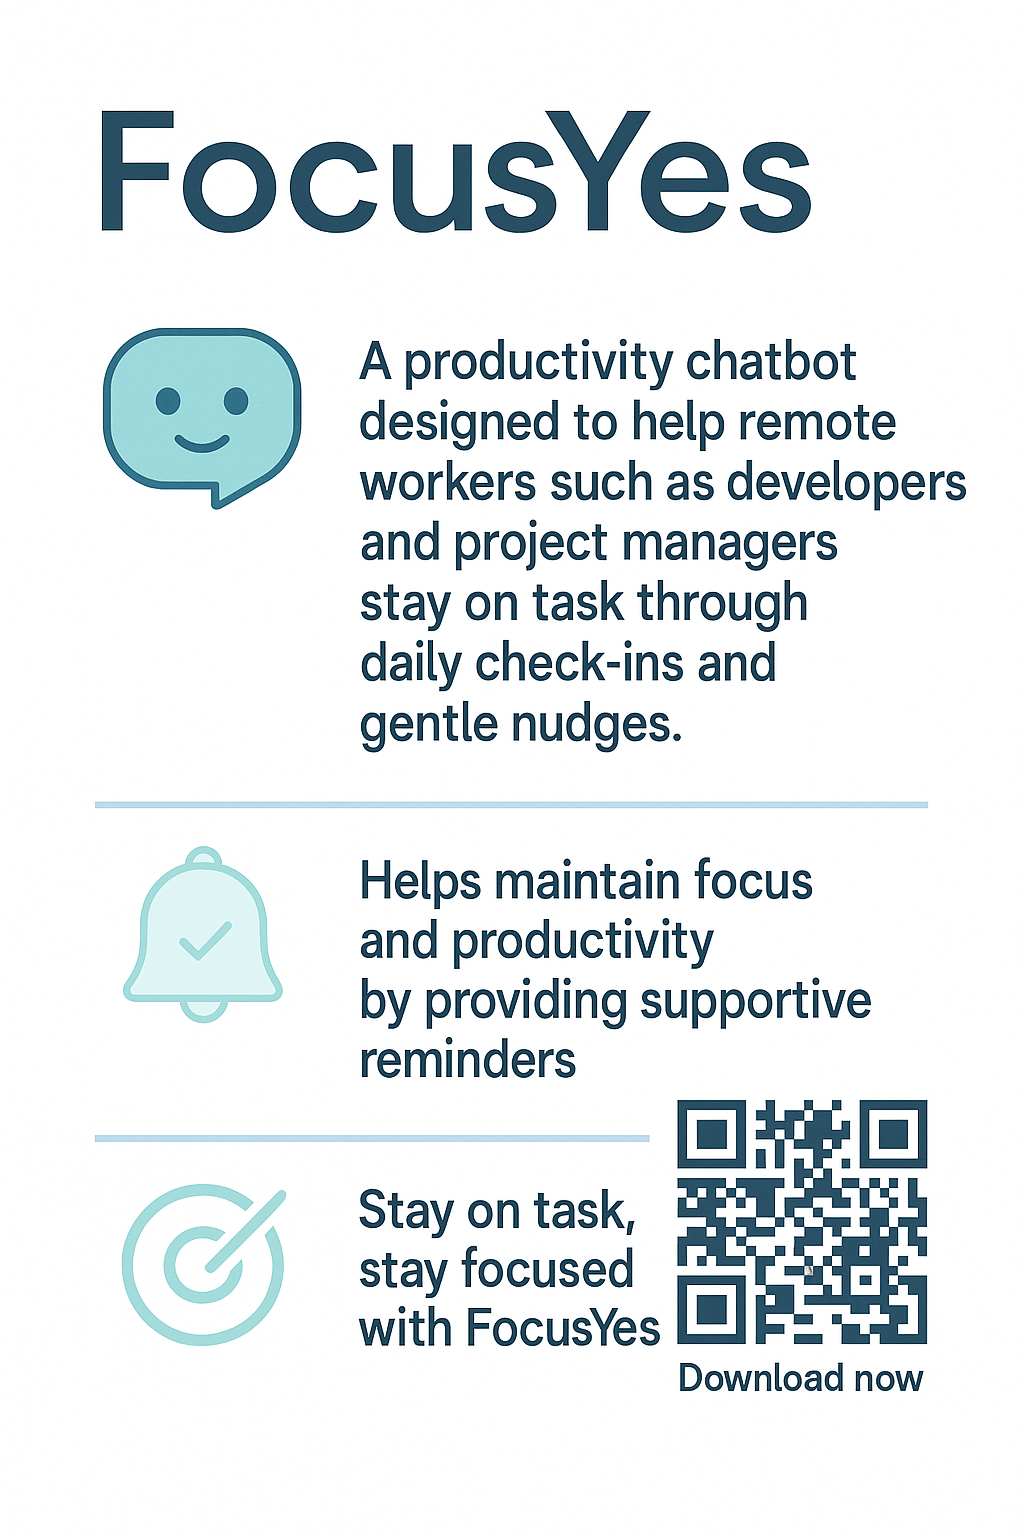 FocusYes
A productivity chatbot
designed to help remote
workers such as developers
and project managers
stay on task through
daily check-ins and
gentle nudges.
Helps maintain focus
and productivity
by providing supportive
reminders
Stay on task,
stay focused
with FocusYes
Download now